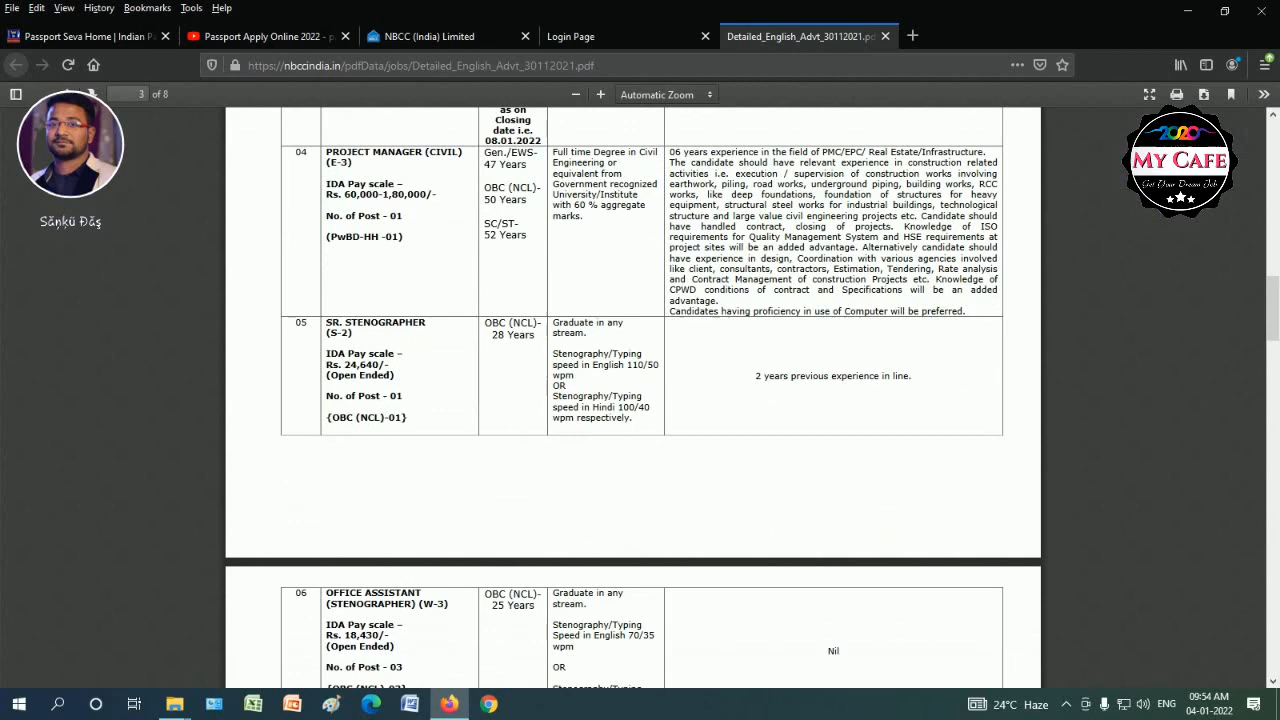 File Edit View History Bookmarks Tools Help
Passport Seva Home | Indian Pa
Passport Apply Online 2022 - p
NBCC (India) Limited
Login Page
Detailed_English_Advt_30112021.pd
https://nbccindia.in/pdfData/jobs/Detailed_English_Advt_30112021.pdf
3 of 8
Automatic Zoom
2020
MY CAFE
Get Your Dream Job
Săņkű Đăş
as on
Closing
date i.e.
08.01.2022
04
PROJECT MANAGER (CIVIL)
(E-3)
IDA Pay scale –
Rs. 60,000-1,80,000/-
No. of Post - 01
(PwBD-HH -01)
Gen./EWS-
47 Years
OBC (NCL)-
50 Years
SC/ST-
52 Years
Full time Degree in Civil
Engineering or
equivalent from
Government recognized
University/Institute
with 60 % aggregate
marks.
06 years experience in the field of PMC/EPC/ Real Estate/Infrastructure.
The candidate should have relevant experience in construction related
activities i.e. execution / supervision of construction works involving
earthwork, piling, road works, underground piping, building works, RCC
works, like deep foundations, foundation of structures for heavy
equipment, structural steel works for industrial buildings, technological
structure and large value civil engineering projects etc. Candidate should
have handled contract, closing of projects. Knowledge of ISO
requirements for Quality Management System and HSE requirements at
project sites will be an added advantage. Alternatively candidate should
have experience in design, Coordination with various agencies involved
like client, consultants, contractors, Estimation, Tendering, Rate analysis
and Contract Management of construction Projects etc. Knowledge of
CPWD conditions of contract and Specifications will be an added
advantage.
Candidates having proficiency in use of Computer will be preferred.
05
SR. STENOGRAPHER
(S-2)
IDA Pay scale –
Rs. 24,640/-
(Open Ended)
No. of Post - 01
{OBC (NCL)-01}
OBC (NCL)-
28 Years
Graduate in any
stream.
Stenography/Typing
speed in English 110/50
wpm
OR
Stenography/Typing
speed in Hindi 100/40
wpm respectively.
2 years previous experience in line.
06
OFFICE ASSISTANT
(STENOGRAPHER) (W-3)
IDA Pay scale –
Rs. 18,430/-
(Open Ended)
No. of Post - 03
OBC (NCL)-
25 Years
Graduate in any
stream.
Stenography/Typing
Speed in English 70/35
wpm
OR
Nil
24°C Haze
ENG
09:54 AM
04-01-2022